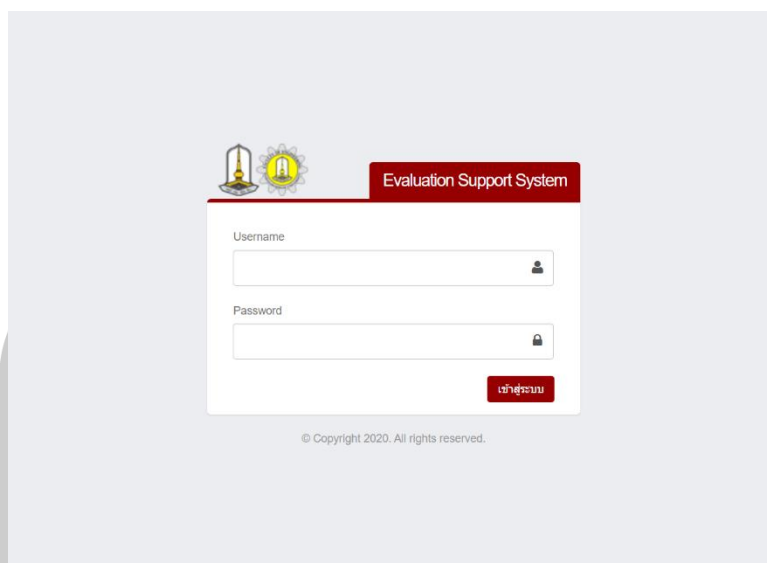 Evaluation Support System
Username
Password
เข้าสู่ระบบ
© Copyright 2020. All rights reserved.